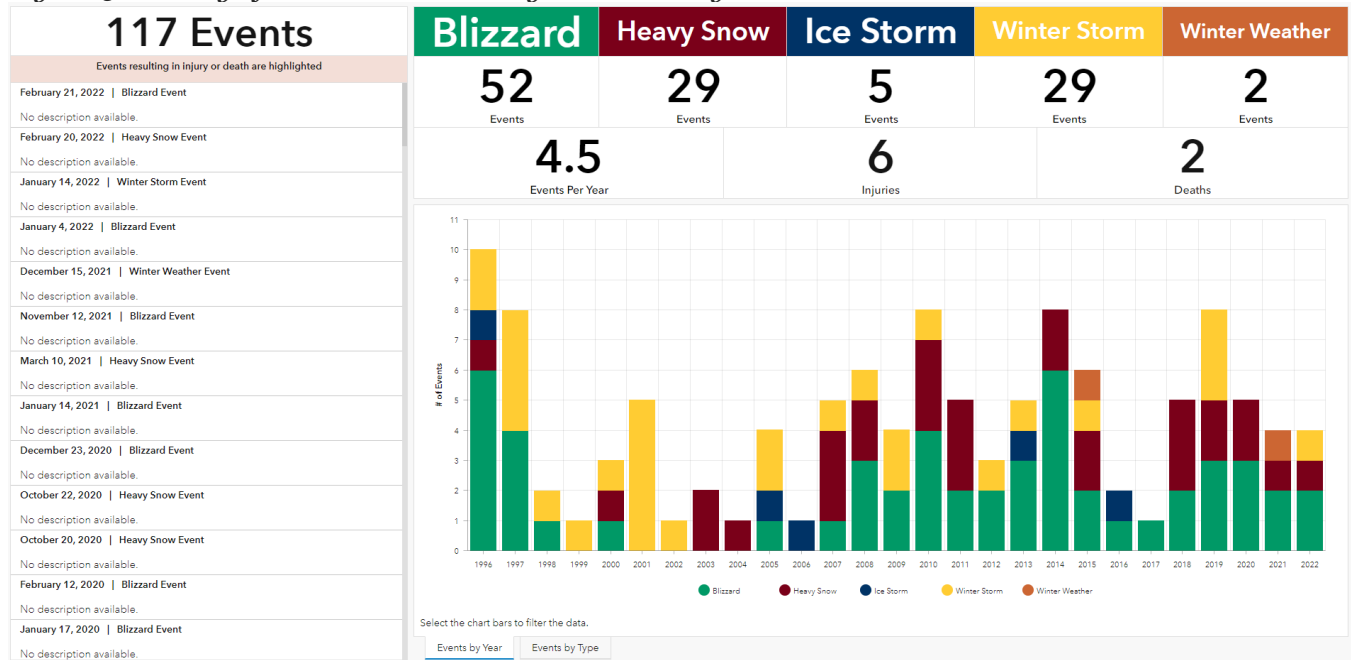 117 Events
Events resulting in injury or death are highlighted
February 21, 2022 | Blizzard Event
No description available.
February 20, 2022 | Heavy Snow Event
No description available.
January 14, 2022 | Winter Storm Event
No description available.
January 4, 2022 | Blizzard Event
No description available.
December 15, 2021 | Winter Weather Event
No description available.
November 12, 2021 | Blizzard Event
No description available.
March 10, 2021 | Heavy Snow Event
No description available.
January 14, 2021 | Blizzard Event
No description available.
December 23, 2020 | Blizzard Event
No description available.
October 22, 2020 | Heavy Snow Event
No description available.
October 20, 2020 | Heavy Snow Event
No description available.
February 12, 2020 | Blizzard Event
No description available.
January 17, 2020 | Blizzard Event
No description available.
Blizzard Heavy Snow Ice Storm Winter Storm Winter Weather
52 29 5 29 2
Events Events Events Events Events
4.5 6 2
Events Per Year Injuries Deaths
# of Events
11
10
9
8
7
6
5
4
3
2
1
0
1996 1997 1998 1999 2000 2001 2002 2003 2004 2005 2006 2007 2008 2009 2010 2011 2012 2013 2014 2015 2016 2017 2018 2019 2020 2021 2022
Blizzard Heavy Snow Ice Storm Winter Storm Winter Weather
Select the chart bars to filter the data.
Events by Year Events by Type